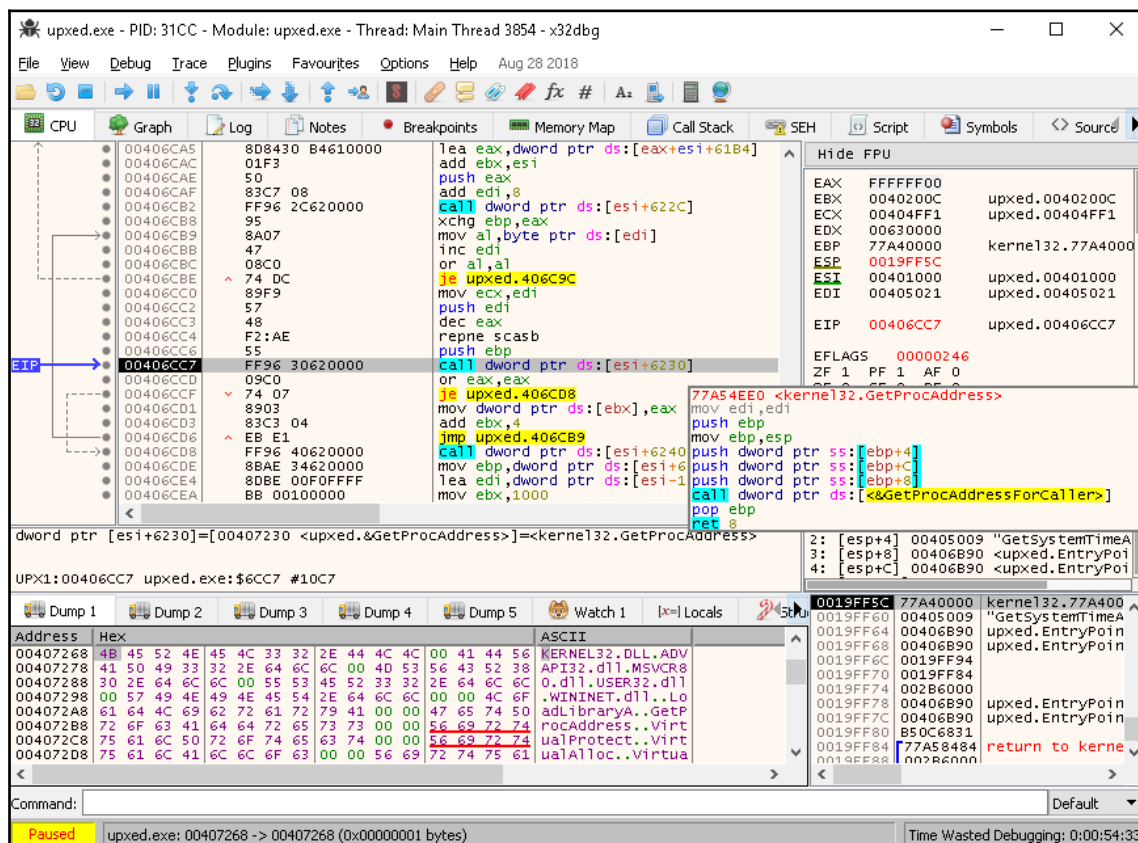 upxed.exe - PID: 31CC - Module: upxed.exe - Thread: Main Thread 3854 - x32dbg
File View Debug Trace Plugins Favourites Options Help Aug 28 2018
CPU Graph Log Notes Breakpoints Memory Map Call Stack SEH Script Symbols Source
00406CA5 8D8430 B4610000 lea eax,dword ptr ds:[eax+esi+61B4]
00406CAC 01F3 add ebx,esi
00406CAE 50 push eax
00406CAF 83C7 08 add edi,8
00406CB2 FF96 2C620000 call dword ptr ds:[esi+622C]
00406CB8 95 xchg ebp,eax
00406CB9 8A07 mov al,byte ptr ds:[edi]
00406CBB 47 inc edi
00406CBC 08C0 or al,al
00406CBE 74 DC je upxed.406C9C
00406CC0 89F9 mov ecx,edi
00406CC2 57 push edi
00406CC3 48 dec eax
00406CC4 F2:AE repne scasb
00406CC6 55 push ebp
EIP 00406CC7 FF96 30620000 call dword ptr ds:[esi+6230]
00406CCD 09C0 or eax,eax
00406CCF 74 07 je upxed.406CD8
00406CD1 8903 mov dword ptr ds:[ebx],eax
00406CD3 83C3 04 add ebx,4
00406CD6 EB E1 jmp upxed.406CB9
00406CD8 FF96 40620000 call dword ptr ds:[esi+6240
00406CDE 8BAE 34620000 mov ebp,dword ptr ds:[esi+6
00406CE4 8DBE 00F0FFFF lea edi,dword ptr ds:[esi-1
00406CEA BB 00100000 mov ebx,1000
Hide FPU
EAX FFFFFF00
EBX 0040200C upxed.0040200C
ECX 00404FF1 upxed.00404FF1
EDX 00630000
EBP 77A40000 kernel32.77A4000
ESP 0019FF5C
ESI 00401000 upxed.00401000
EDI 00405021 upxed.00405021
EIP 00406CC7 upxed.00406CC7
EFLAGS 00000246
ZF 1 PF 1 AF 0
77A54EE0 <kernel32.GetProcAddress>
mov edi,edi
push ebp
mov ebp,esp
push dword ptr ss:[ebp+4]
push dword ptr ss:[ebp+C]
push dword ptr ss:[ebp+8]
call dword ptr ds:[<&GetProcAddressForCaller>]
pop ebp
ret 8
dword ptr [esi+6230]=[00407230 <upxed.&GetProcAddress>]=<kernel32.GetProcAddress>
UPX1:00406CC7 upxed.exe:$6CC7 #10C7
2: [esp+4] 00405009 "GetSystemTimeA
3: [esp+8] 00406B90 <upxed.EntryPoi
4: [esp+C] 00406B90 <upxed.EntryPoi
Dump 1 Dump 2 Dump 3 Dump 4 Dump 5 Watch 1 [x=] Locals
Address Hex ASCII
00407268 4B 45 52 4E 45 4C 33 32 2E 44 4C 4C 00 41 44 56 KERNEL32.DLL.ADV
00407278 41 50 49 33 32 2E 64 6C 6C 00 4D 53 56 43 52 38 API32.dll.MSVCR8
00407288 30 2E 64 6C 6C 00 55 53 45 52 33 32 2E 64 6C 6C 0.dll.USER32.dll
00407298 00 57 49 4E 49 4E 45 54 2E 64 6C 6C 00 00 4C 6F .WININET.dll..Lo
004072A8 61 64 4C 69 62 72 61 72 79 41 00 00 47 65 74 50 adLibraryA..GetP
004072B8 72 6F 63 41 64 64 72 65 73 73 00 00 56 69 72 74 rocAddress..Virt
004072C8 75 61 6C 50 72 6F 74 65 63 74 00 00 56 69 72 74 ualProtect..Virt
004072D8 75 61 6C 41 6C 6C 6F 63 00 00 56 69 72 74 75 61 ualAlloc..Virtua
0019FF5C 77A40000 kernel32.77A400
0019FF60 00405009 "GetSystemTimeA
0019FF64 00406B90 upxed.EntryPoin
0019FF68 00406B90 upxed.EntryPoin
0019FF6C 0019FF94
0019FF70 0019FF84
0019FF74 002B6000
0019FF78 00406B90 upxed.EntryPoin
0019FF7C 00406B90 upxed.EntryPoin
0019FF80 B50C6831
0019FF84 77A58484 return to kerne
0019FF88 002B6000
Command: Default
Paused upxed.exe: 00407268 -> 00407268 (0x00000001 bytes) Time Wasted Debugging: 0:00:54:33